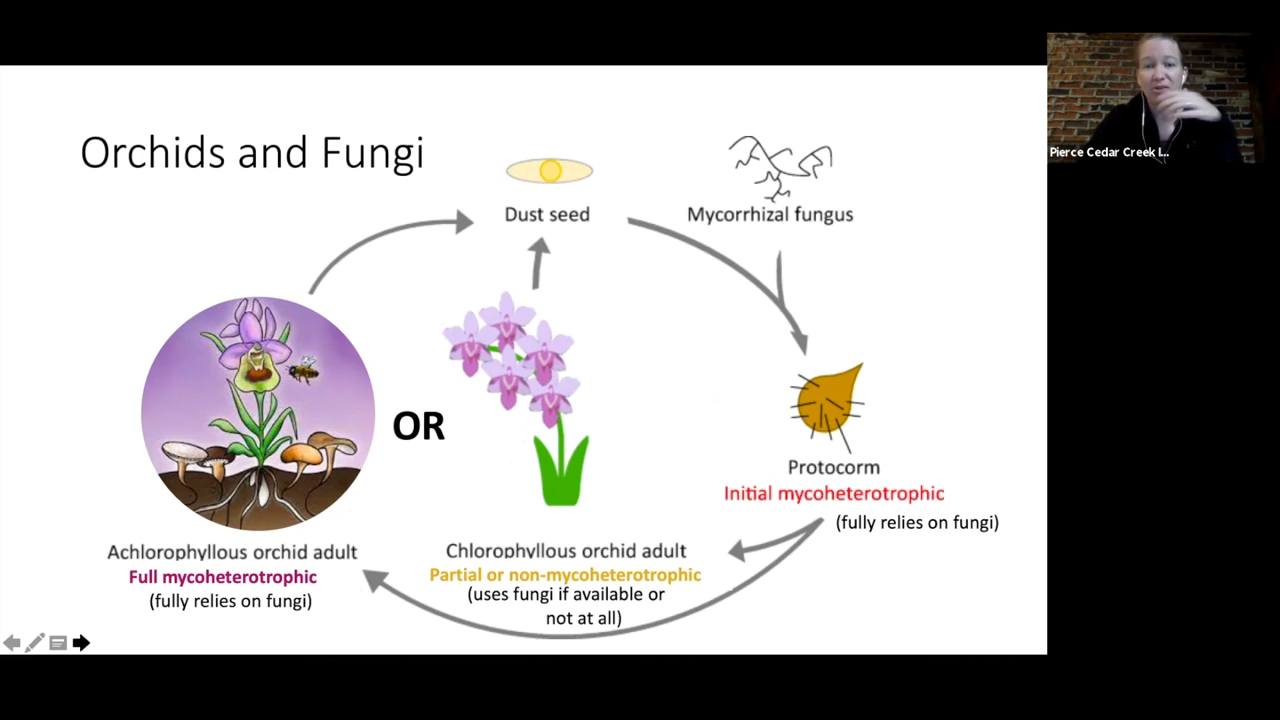 Orchids and Fungi
Dust seed
Mycorrhizal fungus
Pierce Cedar Creek I...
OR
Protocorm
Initial mycoheterotrophic
(fully relies on fungi)
Achlorophyllous orchid adult
Full mycoheterotrophic
(fully relies on fungi)
Chlorophyllous orchid adult
Partial or non-mycoheterotrophic
(uses fungi if available or
not at all)